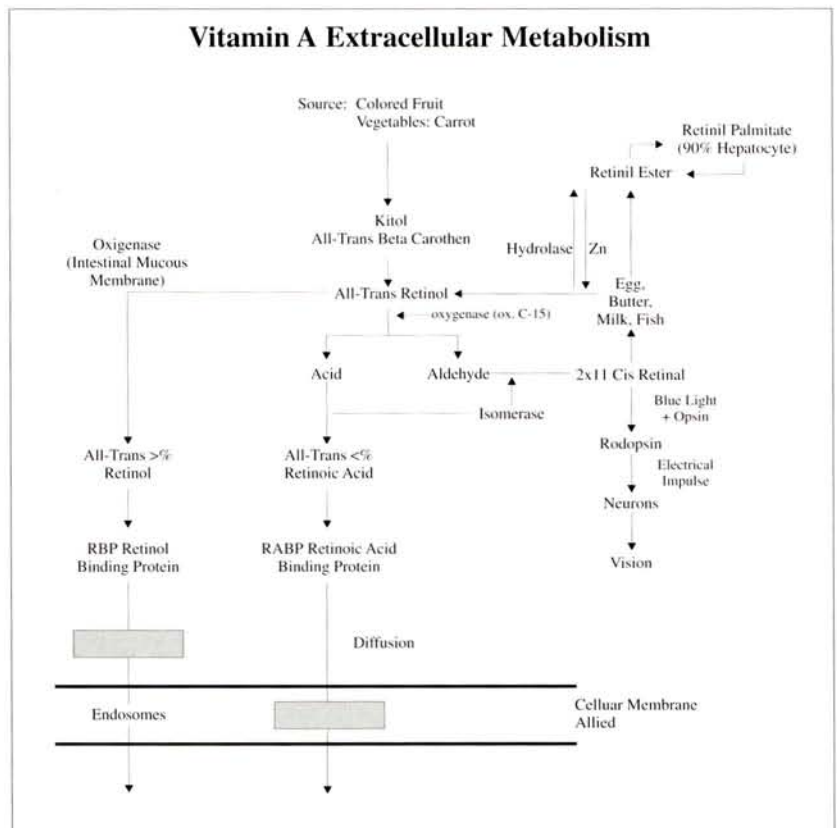 Vitamin A Extracellular Metabolism
Source: Colored Fruit
Vegetables: Carrot
Retinil Palmitate
(90% Hepatocyte)
Retinil Ester
Kitol
All-Trans Beta Carothen
Oxigenase
(Intestinal Mucous
Membrane)
Hydrolase
Zn
All-Trans Retinol
Egg,
Butter,
Milk, Fish
oxygenase (ox. C-15)
Acid
Aldehyde
2x11 Cis Retinal
Isomerase
Blue Light
+ Opsin
All-Trans >%
Retinol
All-Trans <%
Retinoic Acid
Rodopsin
Electrical
Impulse
Neurons
RBP Retinol
Binding Protein
RABP Retinoic Acid
Binding Protein
Vision
Diffusion
Endosomes
Celluar Membrane
Allied